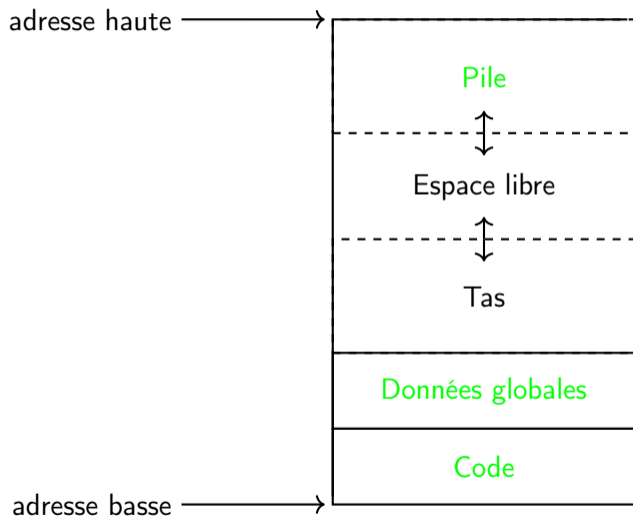 adresse haute
Pile
Espace libre
Tas
Données globales
Code
adresse basse